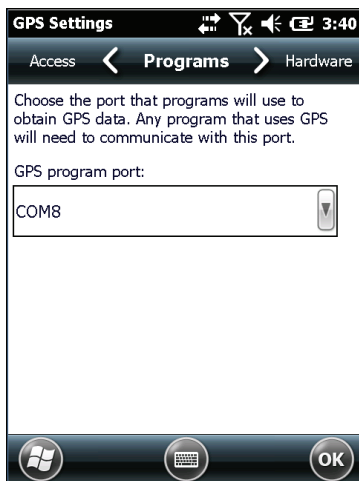 GPS Settings 3:40
Access Programs Hardware
Choose the port that programs will use to
obtain GPS data. Any program that uses GPS
will need to communicate with this port.
GPS program port:
COM8
OK